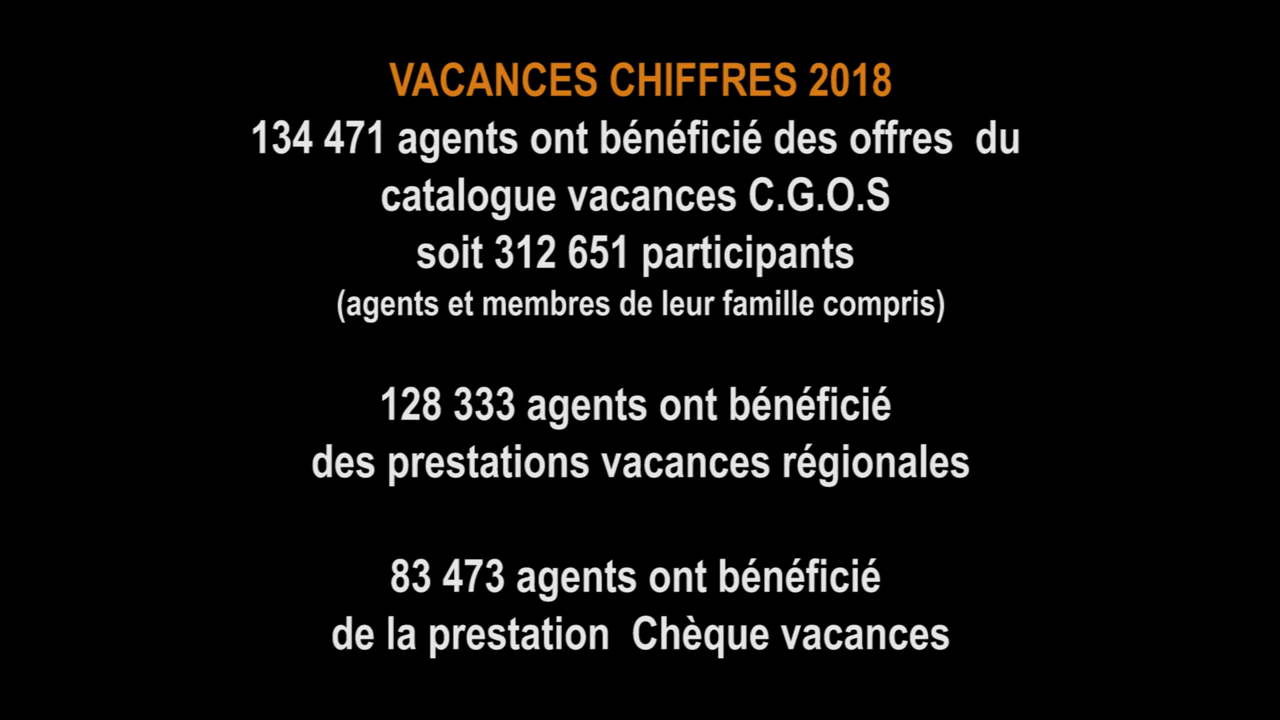 VACANCES CHIFFRES 2018
134 471 agents ont bénéficié des offres  du
catalogue vacances C.G.O.S
soit 312 651 participants
(agents et membres de leur famille compris)
128 333 agents ont bénéficié
des prestations vacances régionales
83 473 agents ont bénéficié
de la prestation  Chèque vacances